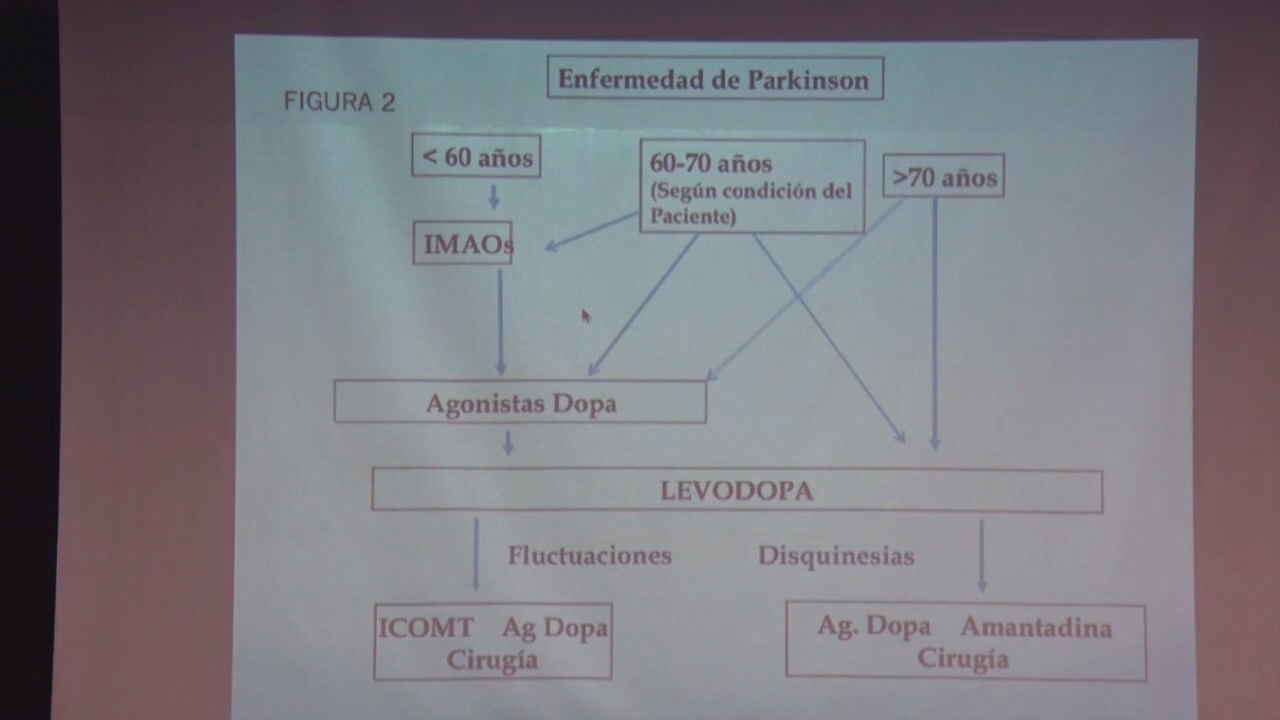 Enfermedad de Parkinson
FIGURA 2
< 60 años
60-70 años
(Según condición del
Paciente)
>70 años
IMAOs
Agonistas Dopa
LEVODOPA
Fluctuaciones
Disquinesias
ICOMT Ag Dopa
Cirugía
Ag. Dopa Amantadina
Cirugía